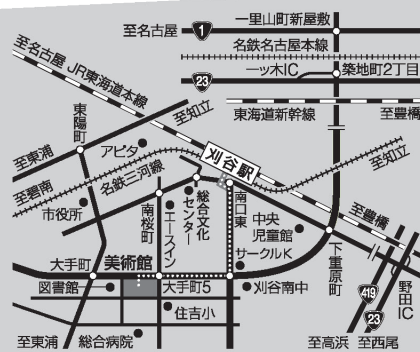 一里山町新屋敷
至名古屋
1
名鉄名古屋本線
至名古屋
JR東海道本線
一ツ木IC
築地町2丁目
23
東海道新幹線
至豊橋
東陽町
至知立
至東浦
アピタ
刈谷駅
至知立
至碧南
名鉄三河線
市役所
南桜町
エースイン
総合文化センター
南口東
中央児童館
至豊橋
サークルK
下重原町
大手町
美術館
図書館
大手町5
刈谷南中
野田IC
419
住吉小
23
至東浦
総合病院
至高浜
至西尾